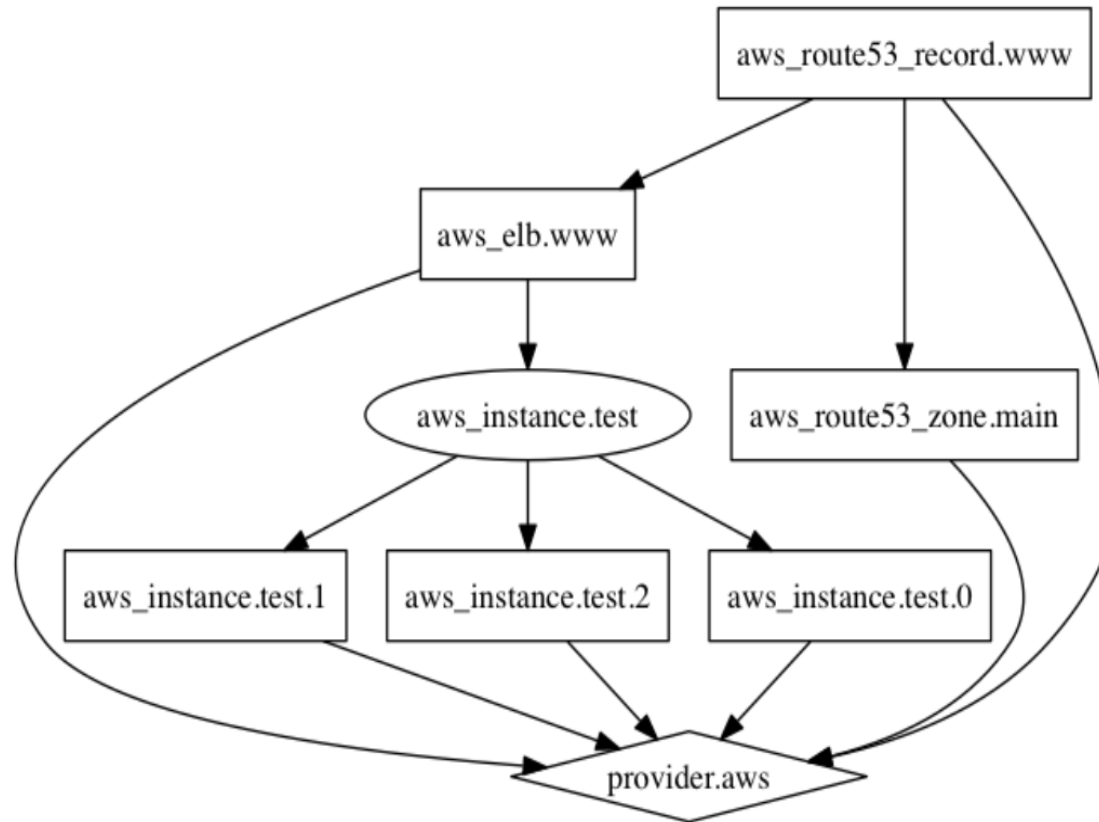 aws_route53_record.www
aws_elb.www
aws_instance.test
aws_route53_zone.main
aws_instance.test.1
aws_instance.test.2
aws_instance.test.0
provider.aws